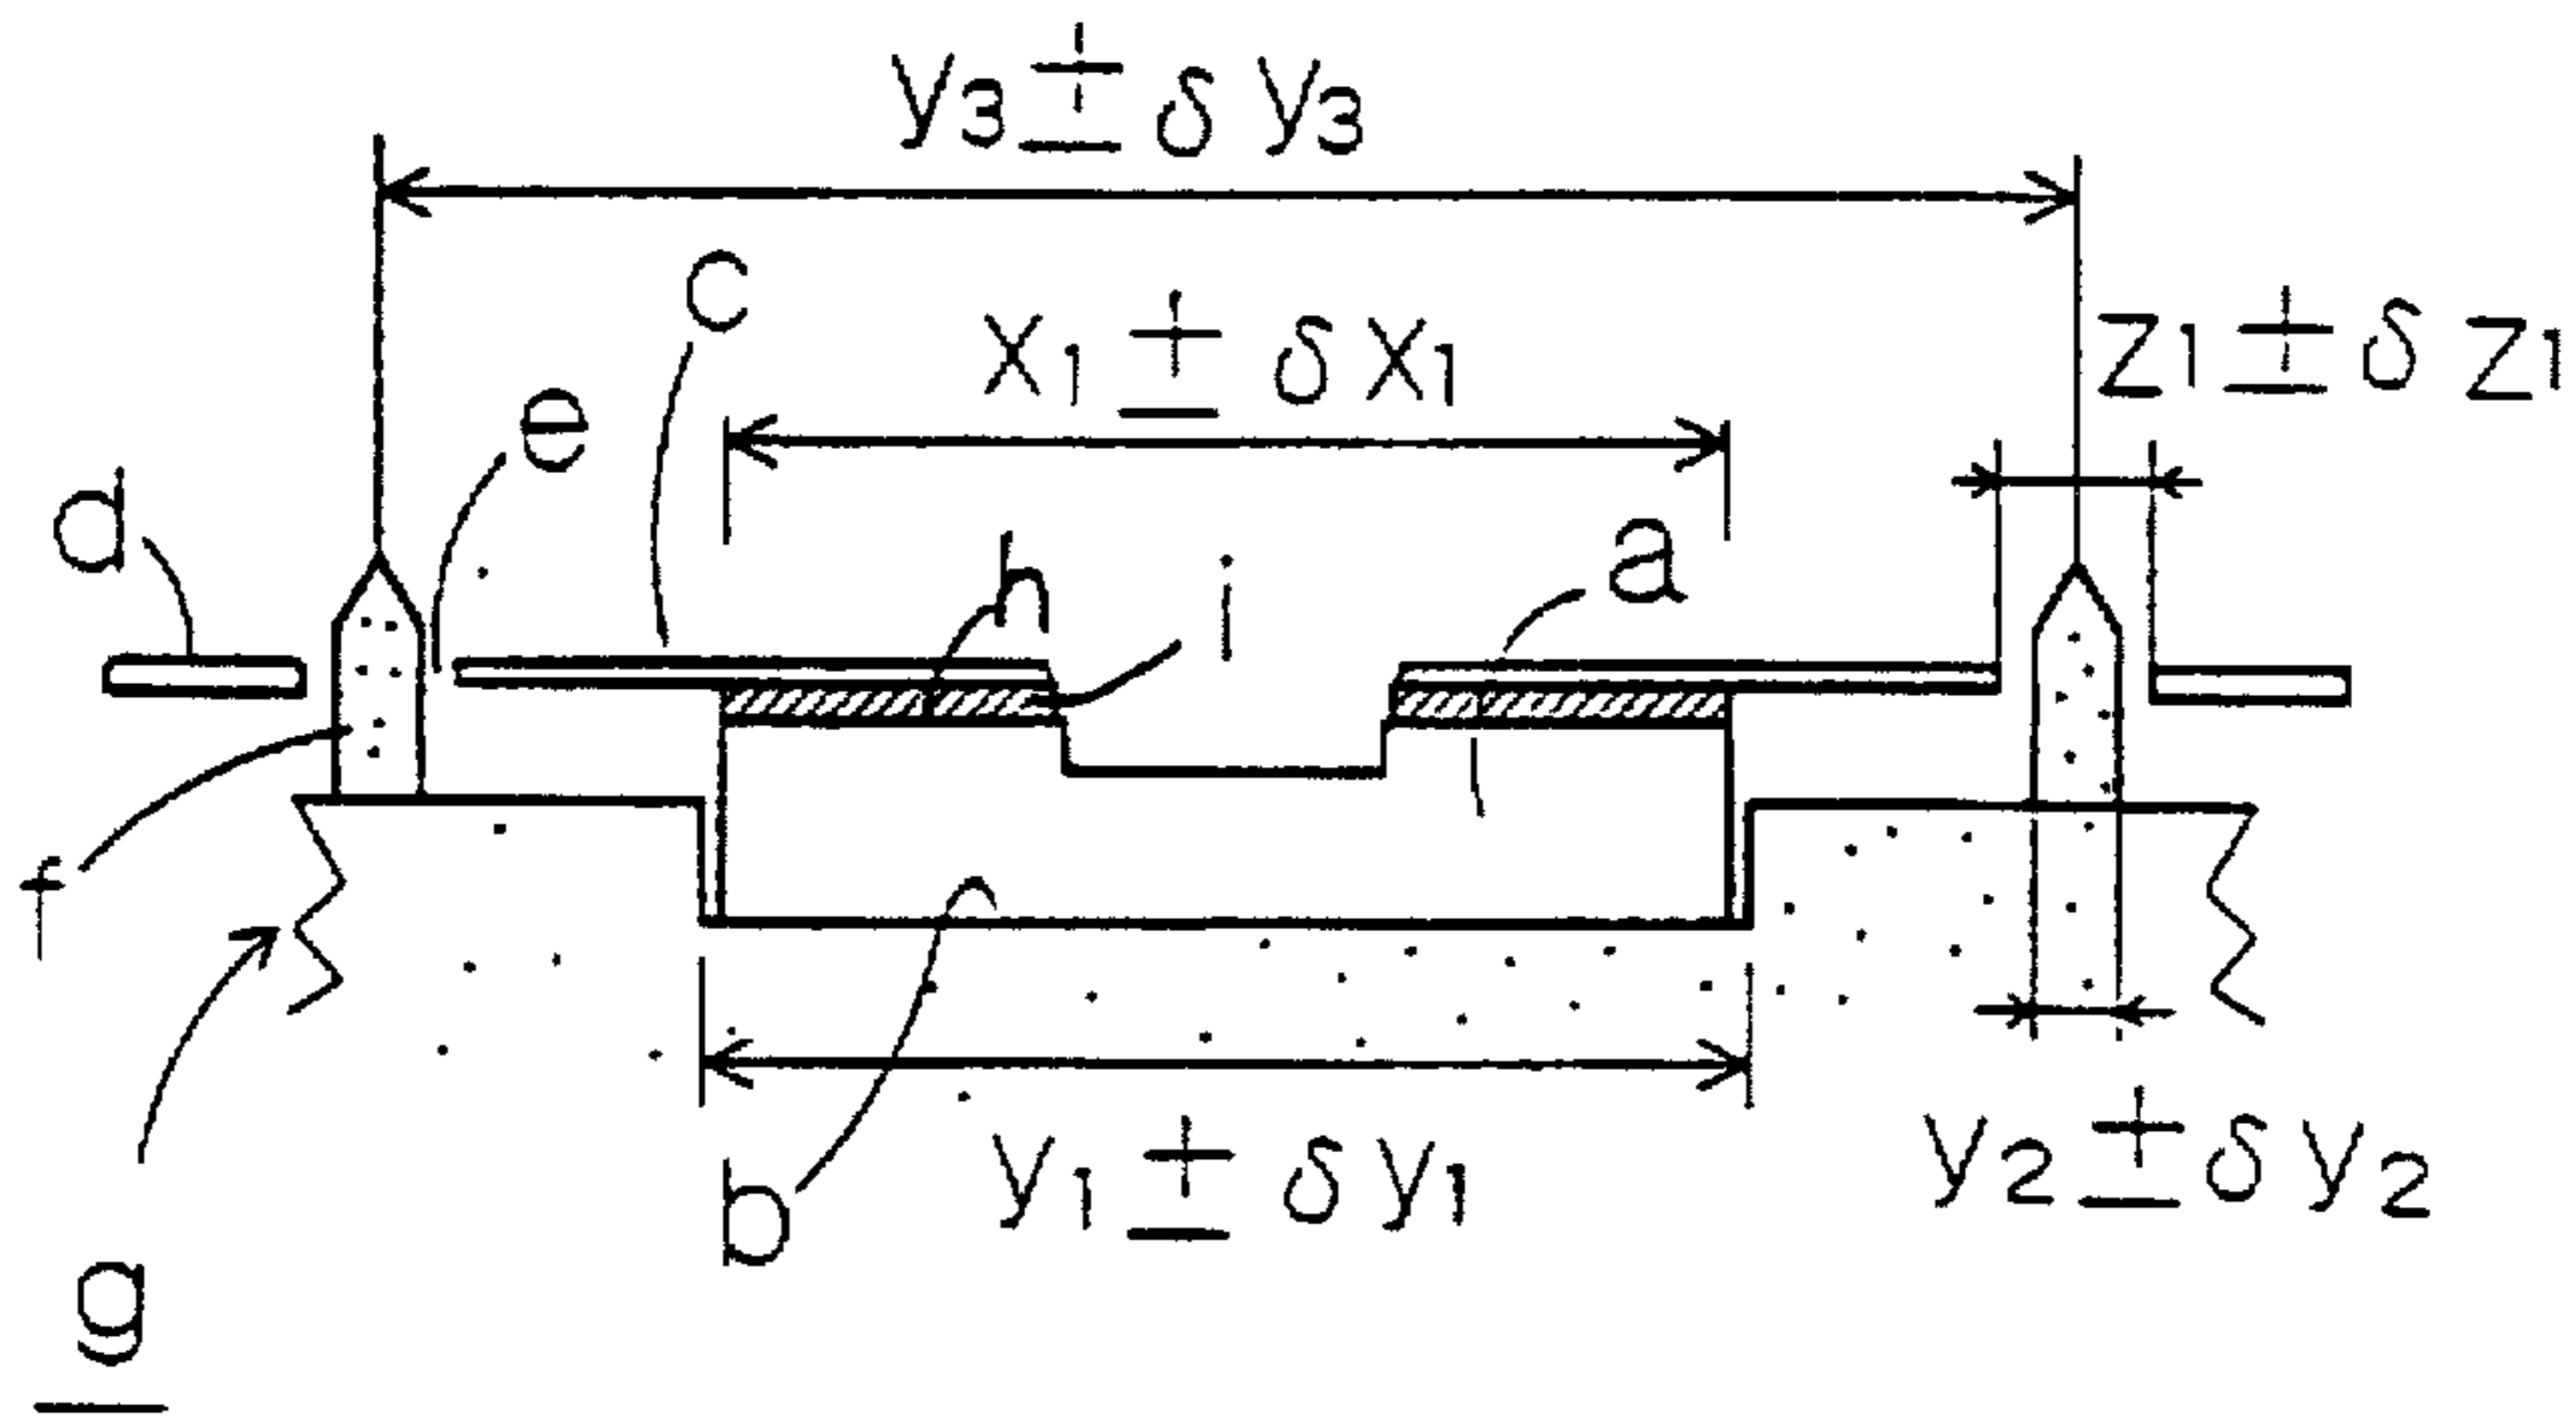 y₃ ± δ y₃
c
x₁ ± δ x₁
z₁ ± δ z₁
e
d
h
i
a
f
b
y₁ ± δ y₁
y₂ ± δ y₂
g